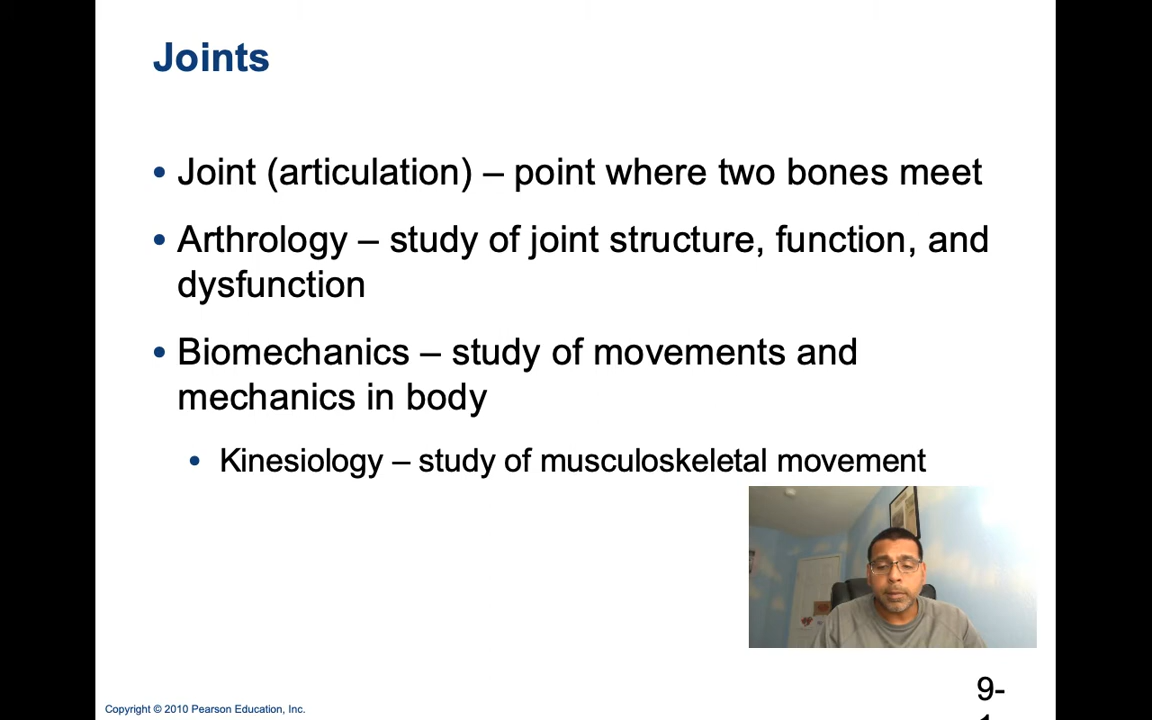 Joints
• Joint (articulation) – point where two bones meet
• Arthrology – study of joint structure, function, and
dysfunction
• Biomechanics – study of movements and
mechanics in body
• Kinesiology – study of musculoskeletal movement
9-
Copyright © 2010 Pearson Education, Inc.